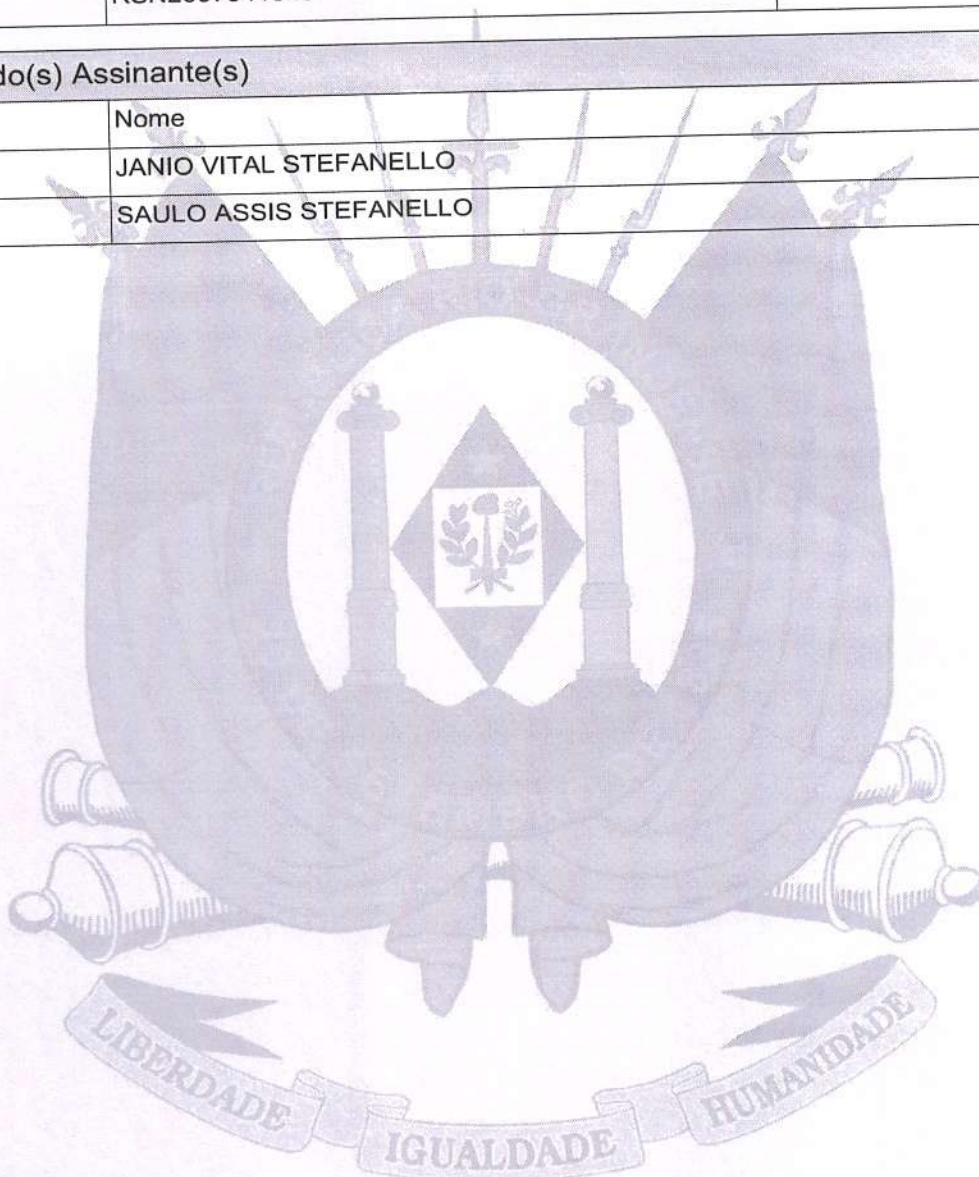 do(s) Assinante(s)
Nome
JANIO VITAL STEFANELLO
SAULO ASSIS STEFANELLO
LIBERDADE
IGUALDADE
HUMANIDADE